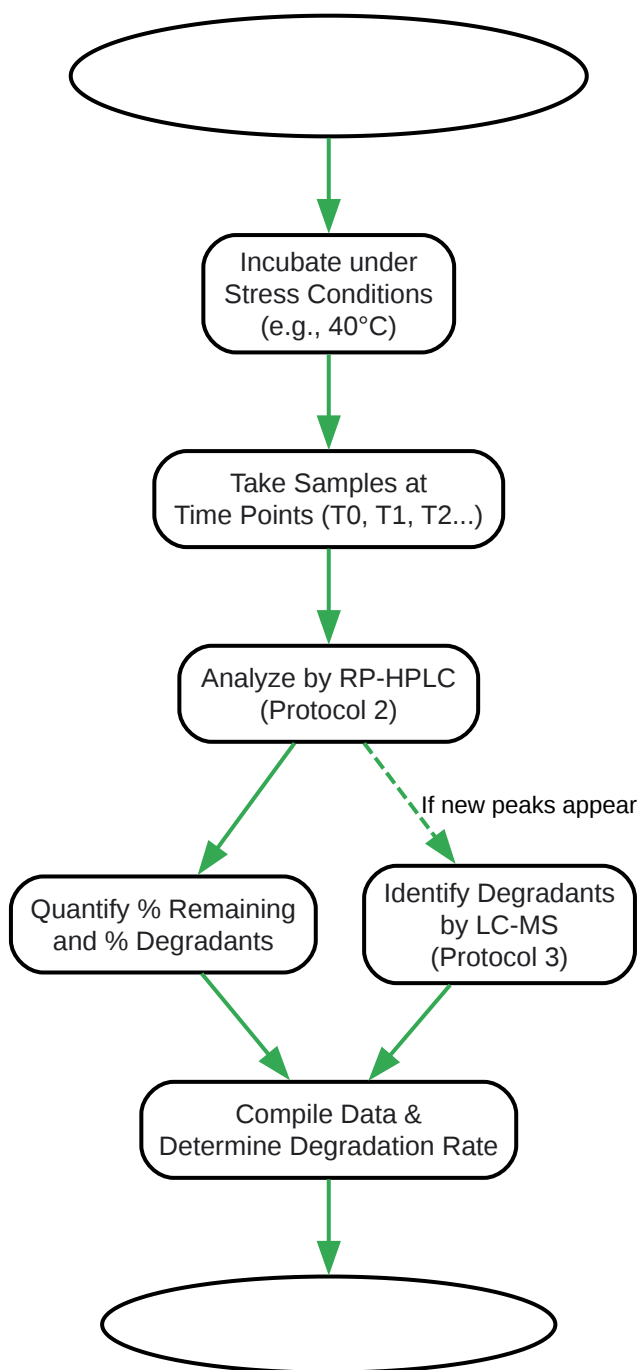 Incubate under
Stress Conditions
(e.g., 40°C)
Take Samples at
Time Points (T0, T1, T2...)
Analyze by RP-HPLC
(Protocol 2)
If new peaks appear
Quantify % Remaining
and % Degradants
Identify Degradants
by LC-MS
(Protocol 3)
Compile Data &
Determine Degradation Rate